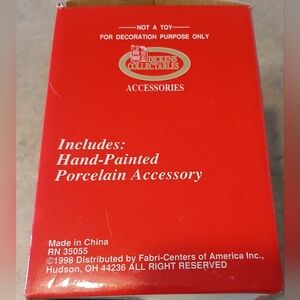 NOT A TOY
FOR DECORATION PURPOSE ONLY
DICKENS
COLLECTABLES
ACCESSORIES
Includes:
Hand-Painted
Porcelain Accessory
Made in China
RN 35055
©1998 Distributed by Fabri-Centers of America Inc.,
Hudson, OH 44236 ALL RIGHT RESERVED